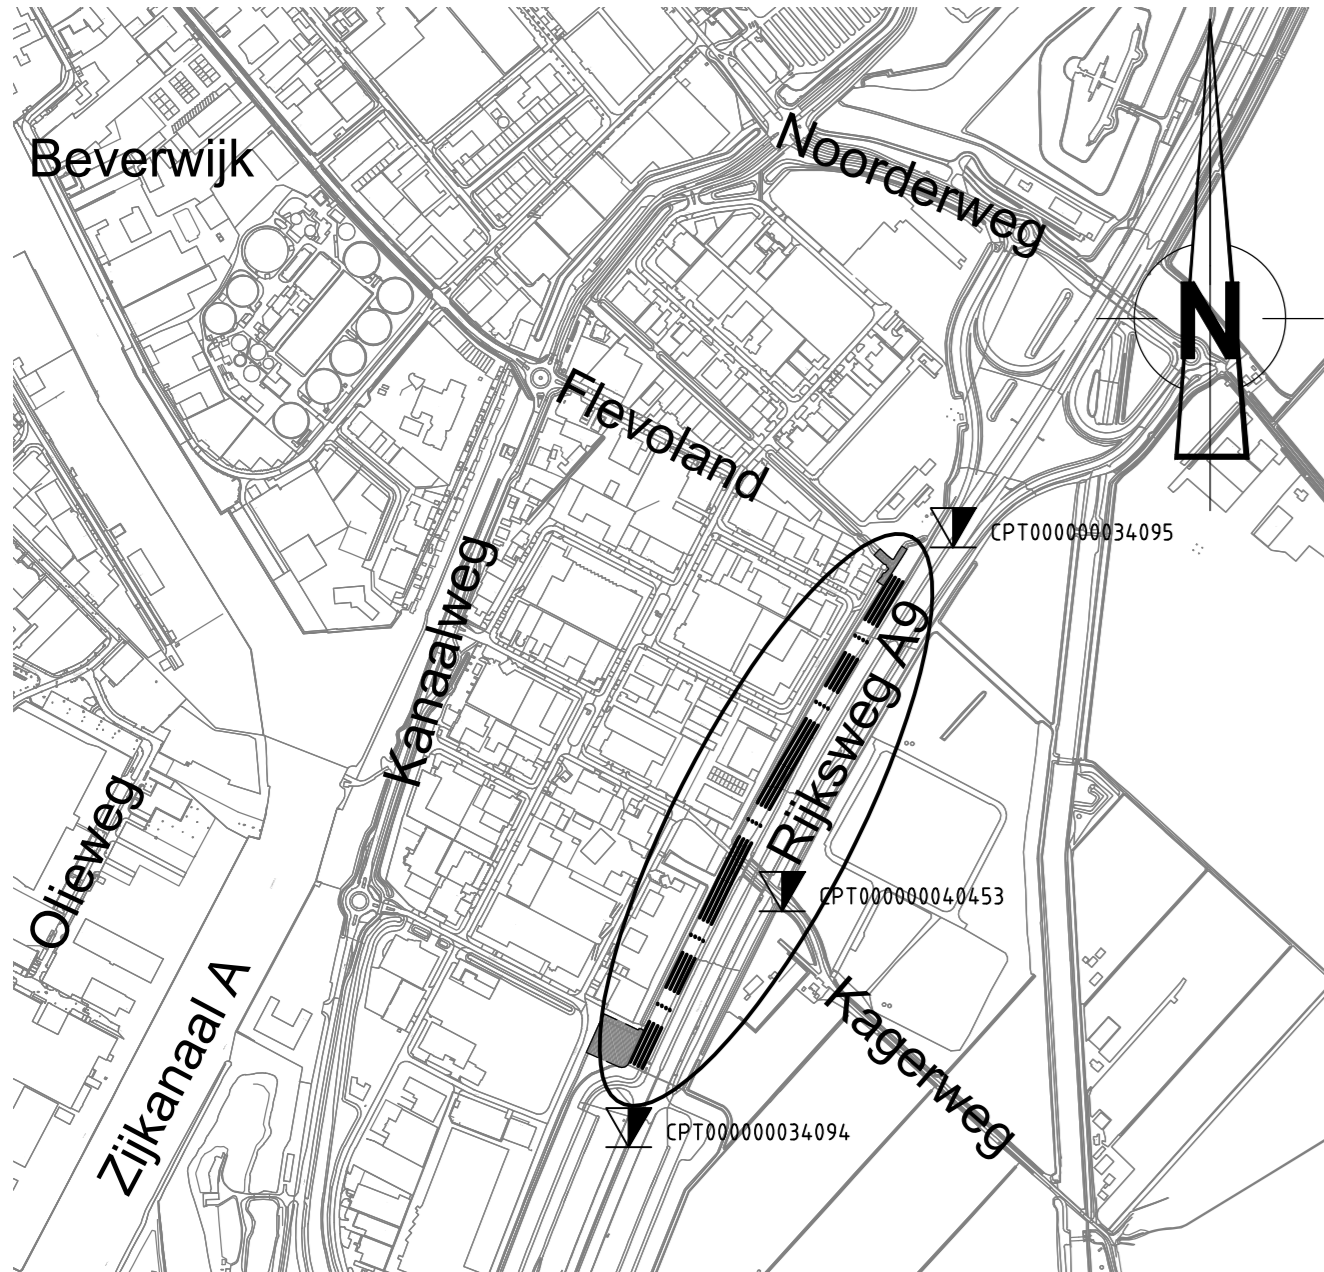 Beverwijk
Noorderweg
N
Flevoland
CPT000000034095
Kanaalweg
Rijksweg A9
Olieweg
CPT000000040453
Zijkanaal A
Kagerweg
CPT000000034094